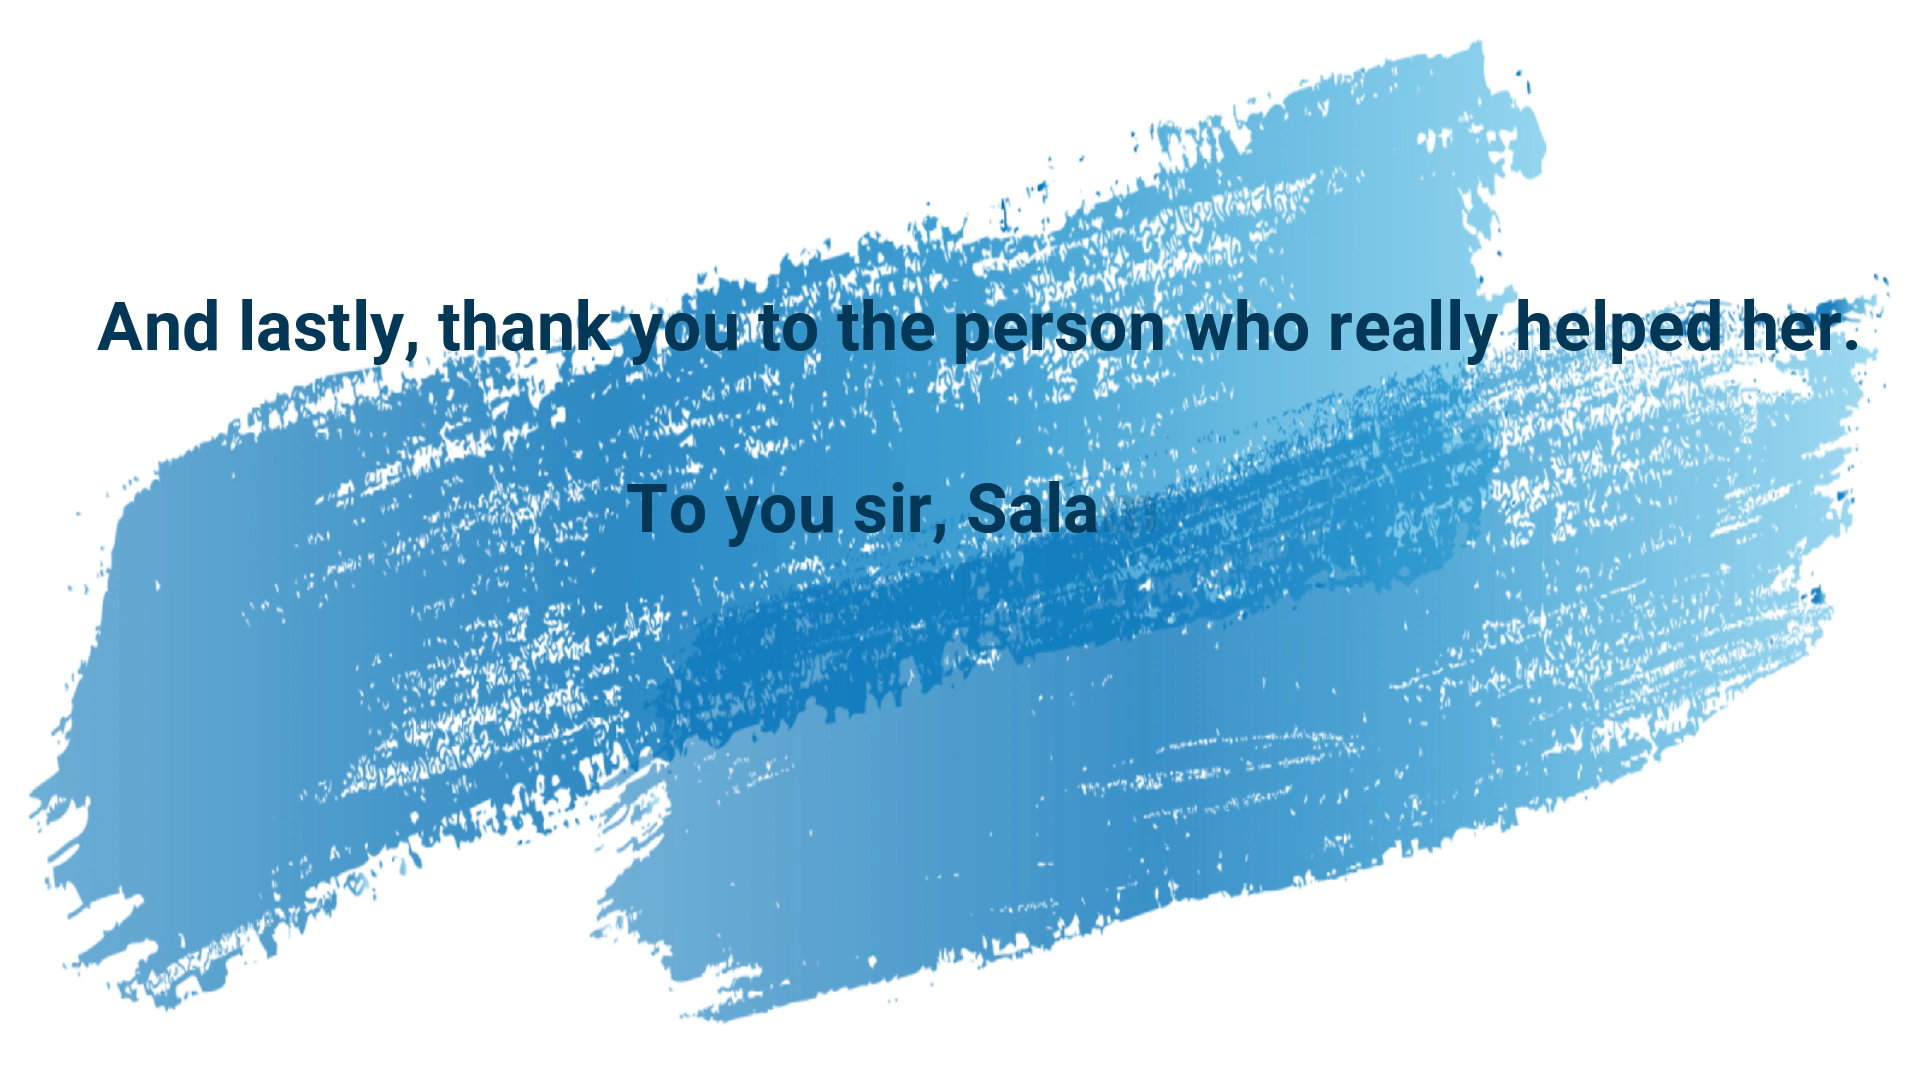 And lastly, thank you to the person who really helped her.
To you sir, Sala